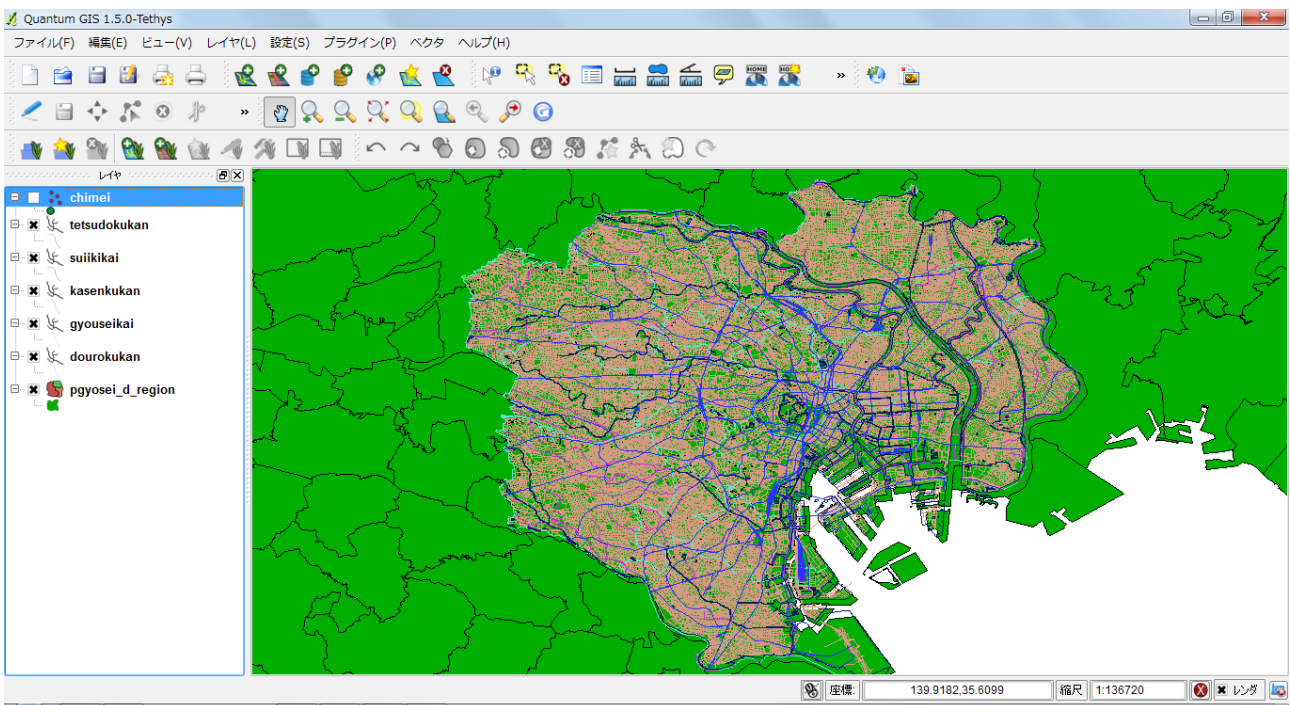 Quantum GIS 1.5.0-Tethys
ファイル(F) 編集(E) ビュー(V) レイヤ(L) 設定(S) プラグイン(P) ベクタ ヘルプ(H)
HOME
レイヤ
chimei
tetsudokukan
suiikikai
kasenkukan
gyouseikai
dourokukan
pgyosei_d_region
座標: 139.9182,35.6099 縮尺 1:136720 レンダ